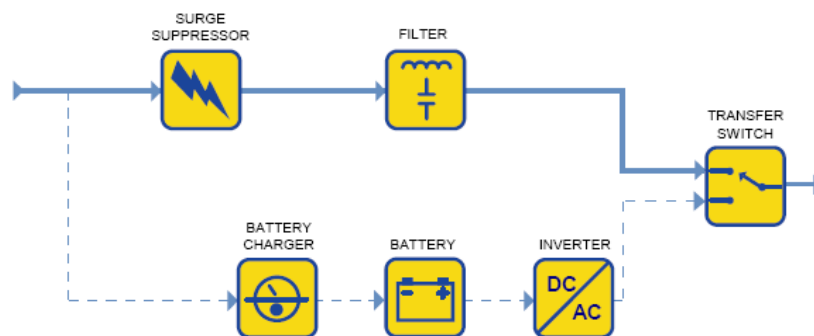 SURGE
SUPPRESSOR
FILTER
TRANSFER
SWITCH
BATTERY
CHARGER
BATTERY
INVERTER
DC
AC